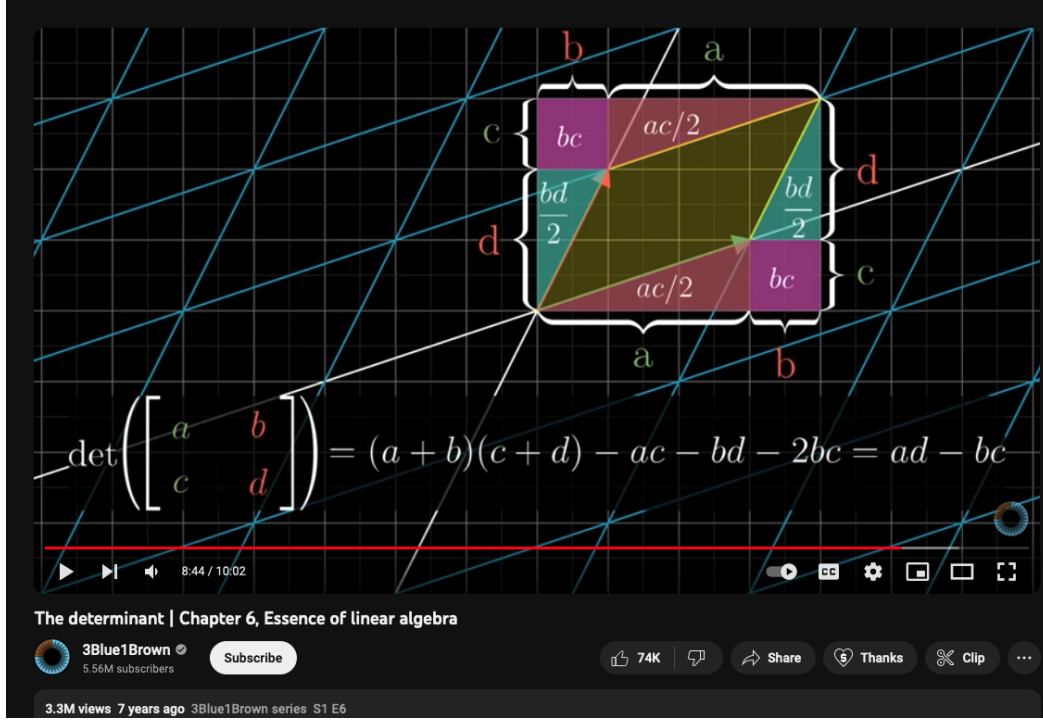 b a
c bc ac/2
d bd/2 bd/2 d
ac/2 bc c
a b
det([a b c d]) = (a + b)(c + d) − ac − bd − 2bc = ad − bc
8:44 / 10:02
CC
The determinant | Chapter 6, Essence of linear algebra
3Blue1Brown
5.56M subscribers
Subscribe
74K
Share
Thanks
Clip
3.3M views 7 years ago 3Blue1Brown series S1 E6